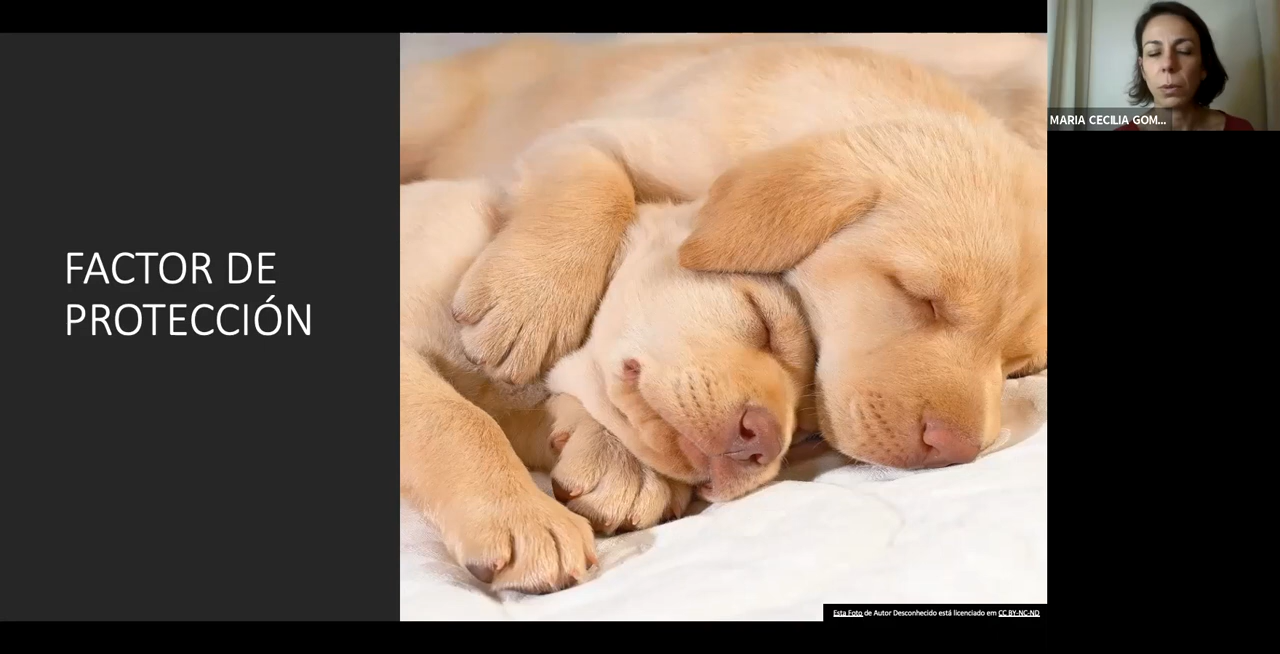 FACTOR DE
PROTECCIÓN
MARIA CECILIA GOM...
Esta Foto de Autor Desconhecido está licenciado em CC BY-NC-ND